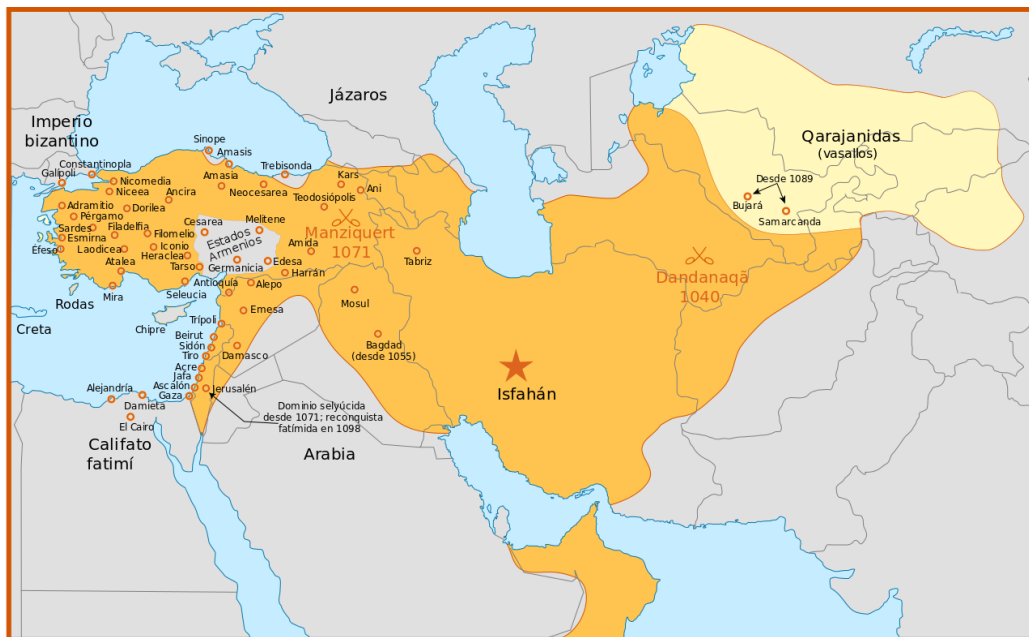 Jázaros
Imperio
bizantino
Qarajanidas
(vasallos)
Desde 1089
Bujará
Samarcanda
Sinope
Amasis
Constantinopla
Galípoli
Trebisonda
Kars
Ani
Nicomedia
Niceea
Ancira
Amasia
Neocesarea
Teodosiópolis
Adramitio
Pérgamo
Dorilea
Sardes
Filadelfia
Filomelio
Cesarea
Melitene
Manziquert
1071
Estados
Armenios
Esmirna
Éfeso
Laodicea
Iconio
Heraclea
Amida
Edesa
Tabriz
Dandanaqā
1040
Atalea
Tarso
Germanicia
Harrán
Mira
Seleucia
Antioquía
Alepo
Mosul
Rodas
Creta
Chipre
Emesa
Trípoli
Beirut
Sidón
Tiro
Damasco
Bagdad
(desde 1055)
Acre
Jafa
Ascalón
Gaza
Jerusalén
Isfahán
Alejandría
Damieta
El Cairo
Dominio selyúcida
desde 1071; reconquista
fatímida en 1098
Califato
fatimí
Arabia